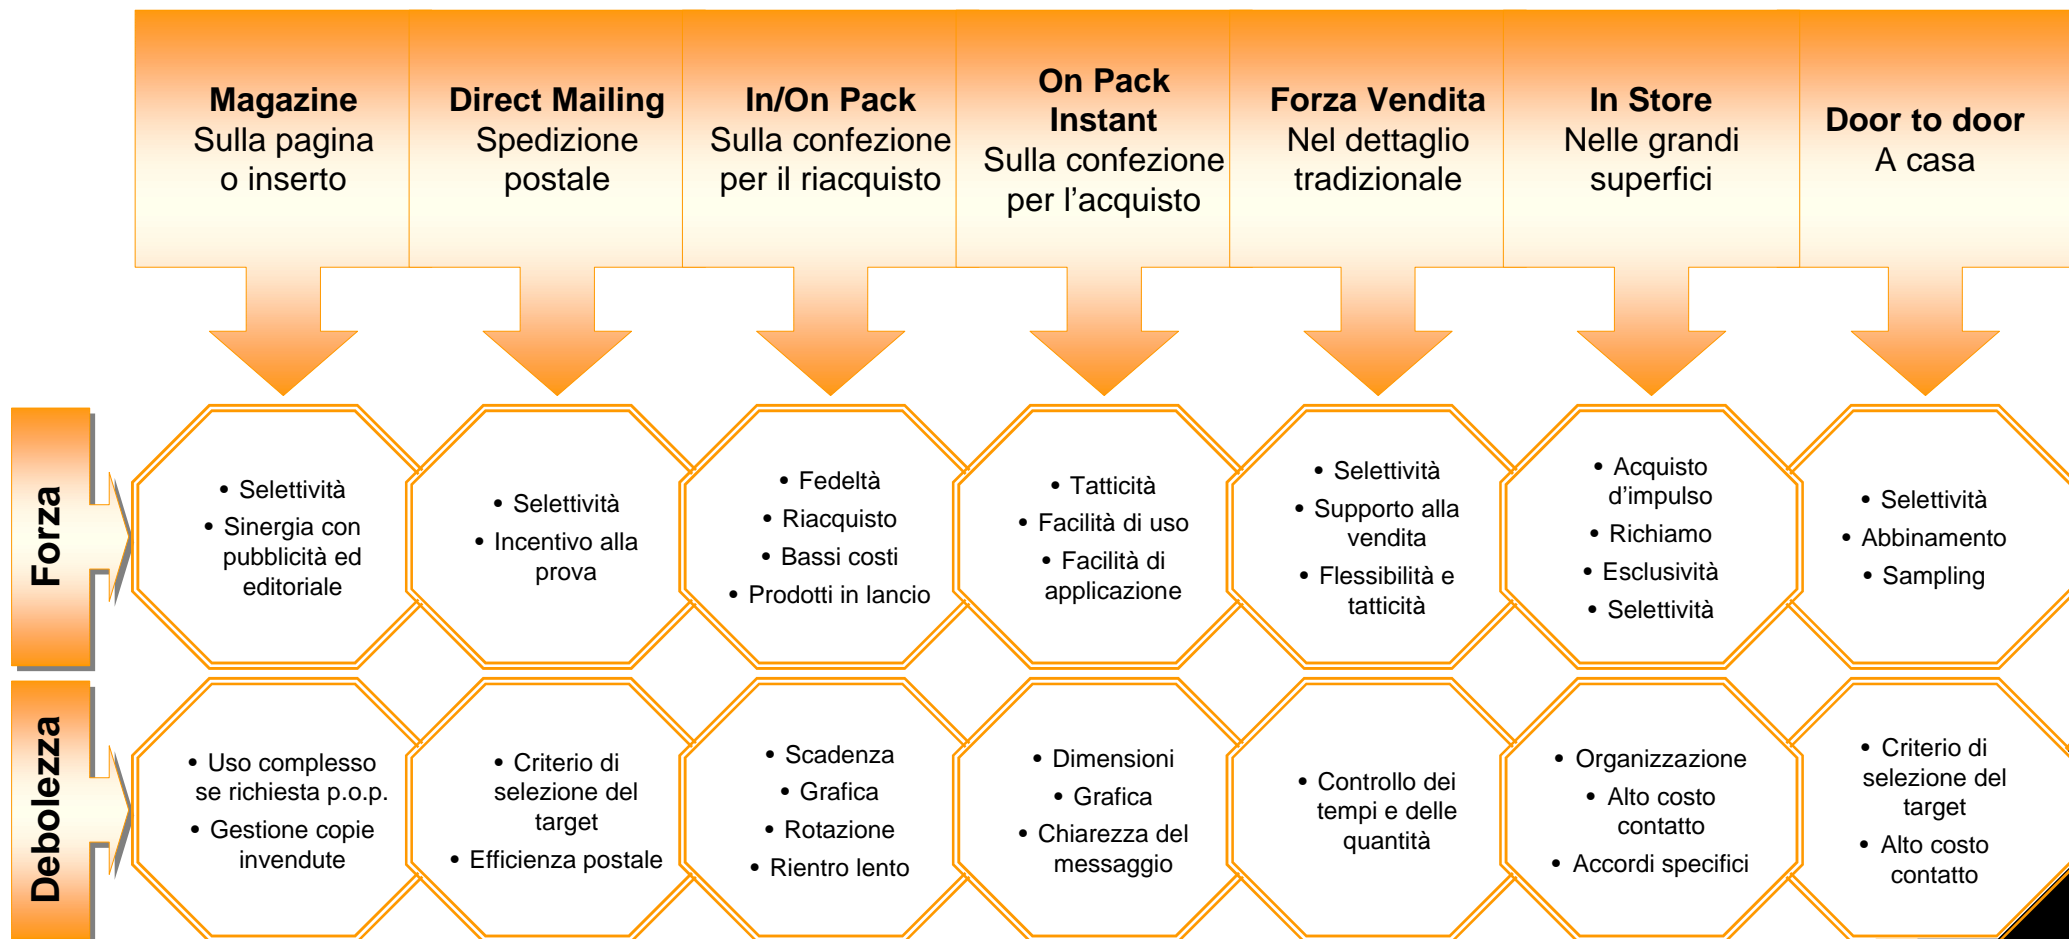 Magazine
Sulla pagina
o inserto
Direct Mailing
Spedizione
postale
In/On Pack
Sulla confezione
per il riacquisto
On Pack
Instant
Sulla confezione
per l’acquisto
Forza Vendita
Nel dettaglio
tradizionale
In Store
Nelle grandi
superfici
Door to door
A casa
Forza
• Selettività
• Sinergia con
pubblicità ed
editoriale
• Selettività
• Incentivo alla
prova
• Fedeltà
• Riacquisto
• Bassi costi
• Prodotti in lancio
• Tatticità
• Facilità di uso
• Facilità di
applicazione
• Selettività
• Supporto alla
vendita
• Flessibilità e
tatticità
• Acquisto
d’impulso
• Richiamo
• Esclusività
• Selettività
• Selettività
• Abbinamento
• Sampling
Debolezza
• Uso complesso
se richiesta p.o.p.
• Gestione copie
invendute
• Criterio di
selezione del
target
• Efficienza postale
• Scadenza
• Grafica
• Rotazione
• Rientro lento
• Dimensioni
• Grafica
• Chiarezza del
messaggio
• Controllo dei
tempi e delle
quantità
• Organizzazione
• Alto costo
contatto
• Accordi specifici
• Criterio di
selezione del
target
• Alto costo
contatto